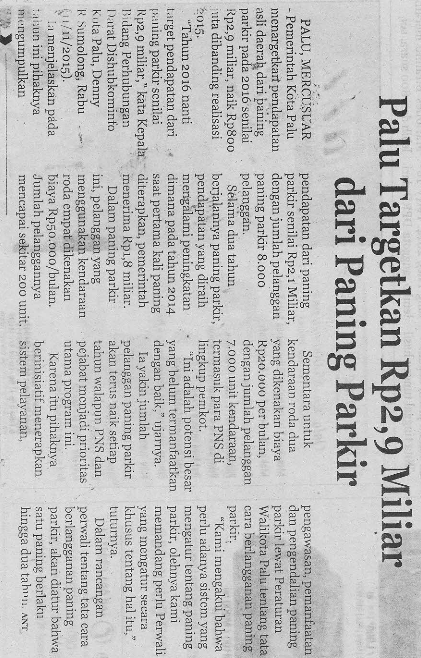 Palu Targetkan Rp2,9 Miliar
dari Paning Parkir
PALU, MERCUSUAR
- Pemerintah Kota Palu
menargetkan pendapatan
asli daerah dari paning
parkir pada 2016 senilai
Rp2,9 miliar, naik Rp800
juta dibanding realisasi
2015.
"Tahun 2016 nanti
target pendapatan dari
paning parkir senilai
Rp2,9 miliar," kata Kepala
Bidang Perhubungan
Darat Dishubkominfo
Kota Palu, Denny
R Sumolong, Rabu
(/11/2015).
Ia menjelaskan pada
tahun ini pihaknya
mengumpulkan
pendapatan dari paning
parkir senilai Rp2,1 Miliar,
dengan jumlah pelanggan
paning parkir 8.000
pelanggan.
Selama dua tahun
berjalannya paning parkir,
pendapatan yang diraih
mengalami peningkatan
dimana pada tahun 2014
saat pertama kali paning
diterapkan, pemerintah
menerima Rp1,8 miliar.
Dalam paning parkir
ini, pelanggan yang
menggunakan kendaraan
roda empat dikenakan
biaya Rp50.000/bulan.
Jumlah pelanggannya
mencapai sekitar 200 unit.
Sementara untuk
kendaraan roda dua
yang dikonakan biaya
Rp20.000 per bulan,
dengan jumlah pelanggan
7.000 unit kendaraan,
termasuk para PNS di
lingkup pemkot.
"Ini adalah potensi besar
yang belum termanfaatkan
dengan baik," ujarnya.
Ia yakin jumlah
pelanggan paning parkir
akan terus naik setiap
tahun walapun PNS dan
pejabat menjadi prioritas
utama program ini.
Karena itu pihaknya
berinisiatif menerapkan
sistem pelayanan,
pengawasan, pemanfaatan
dan pengendalian paning
parkir lewat Peraturan
Walikota Palu tentang tata
cara berlangganan paning
parkir.
"Kami mengakui bahwa
perlu adanya sistem yang
mengatur tentang paning
parkir, olehnya kami
memandang perlu Perwali
yang mengatur secara
khusus tentang hal itu,"
tuturnya.
Dalam rancangan
perwali tentang tata cara
berlangganan paning
parkir, akan diatur bahwa
satu paning berlaku
hingga dua tahun. ANT